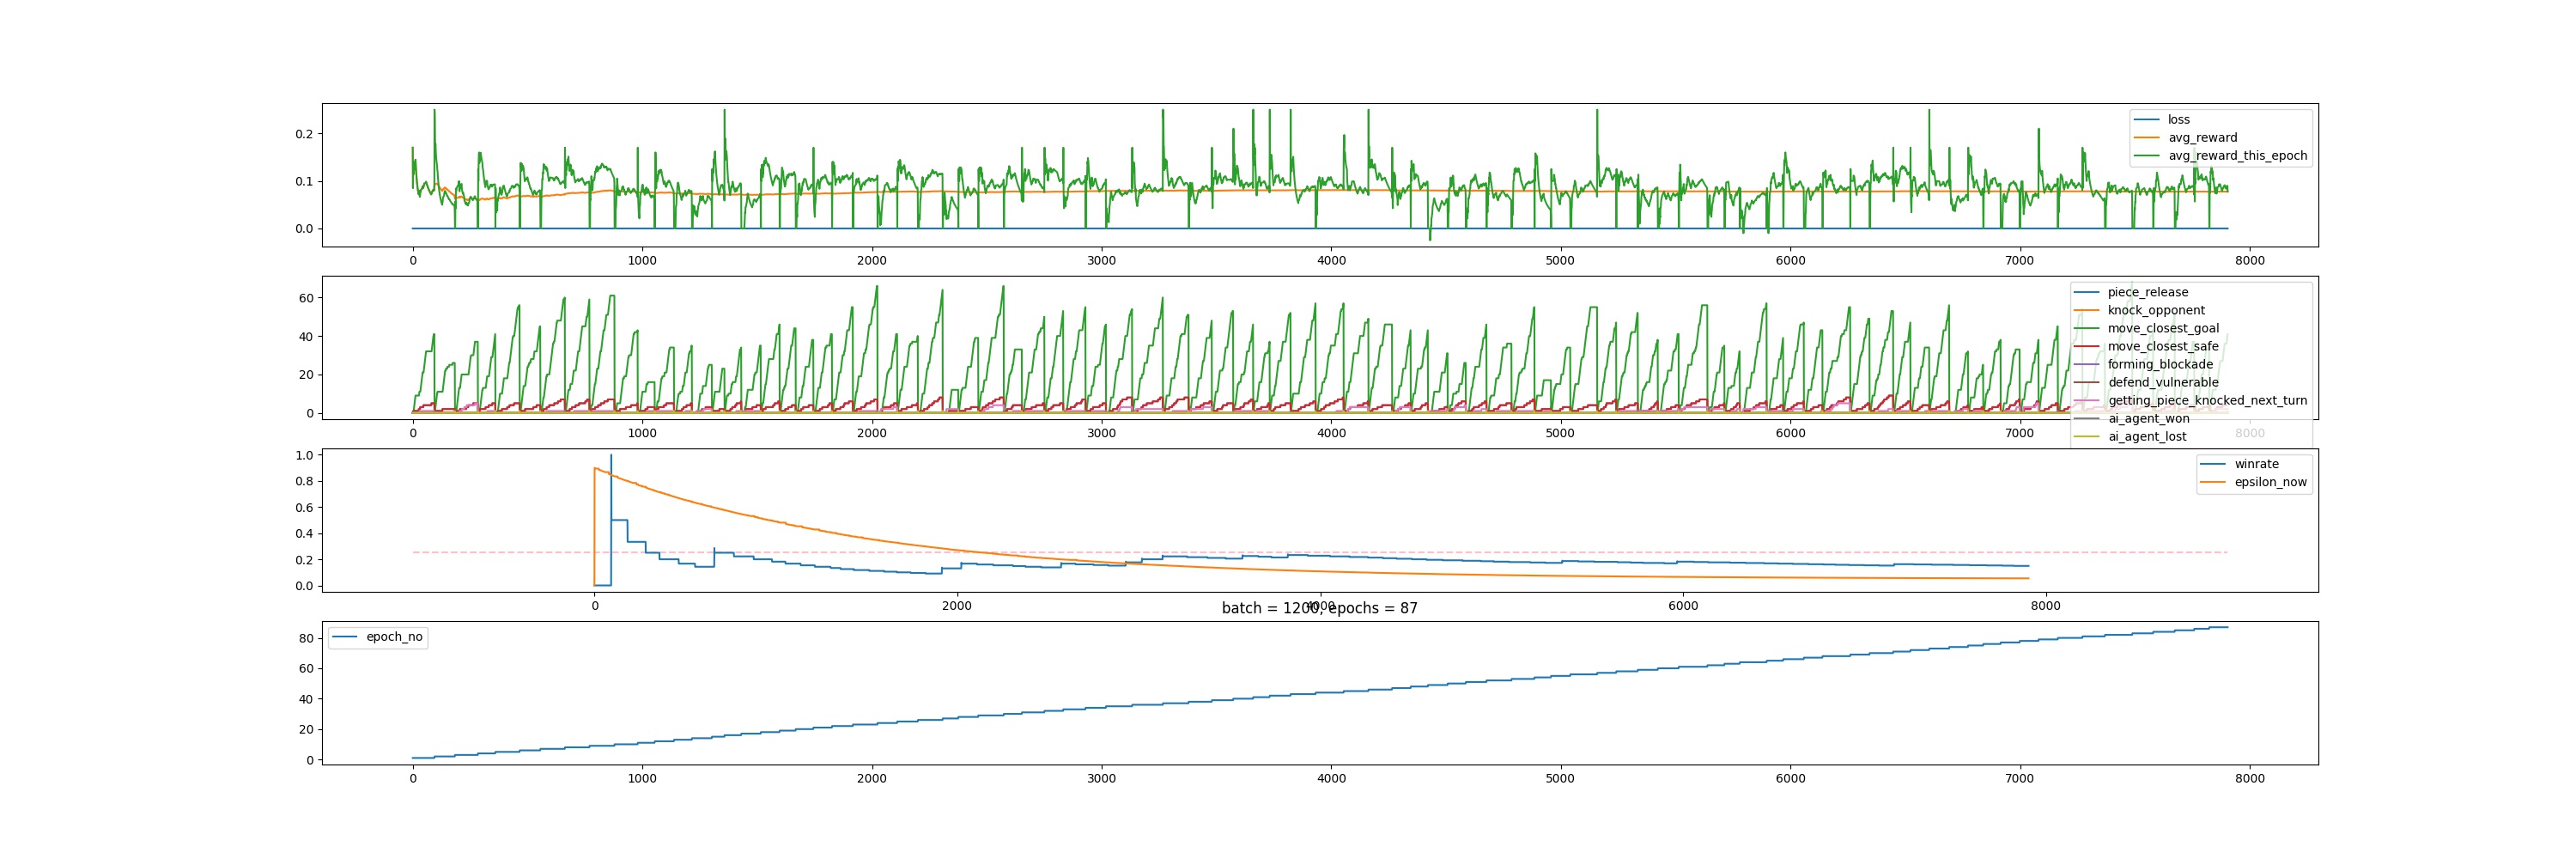 0.2
0.1
0.0
loss
avg_reward
avg_reward_this_epoch
0 1000 2000 3000 4000 5000 6000 7000 8000
60
40
20
0
piece_release
knock_opponent
move_closest_goal
move_closest_safe
forming_blockade
defend_vulnerable
getting_piece_knocked_next_turn
ai_agent_won
ai_agent_lost
0 1000 2000 3000 4000 5000 6000 7000 8000
1.0
0.8
0.6
0.4
0.2
0.0
winrate
epsilon_now
0 2000 4000 6000 8000
batch = 1200, epochs = 87
80
60
40
20
0
epoch_no
0 1000 2000 3000 4000 5000 6000 7000 8000